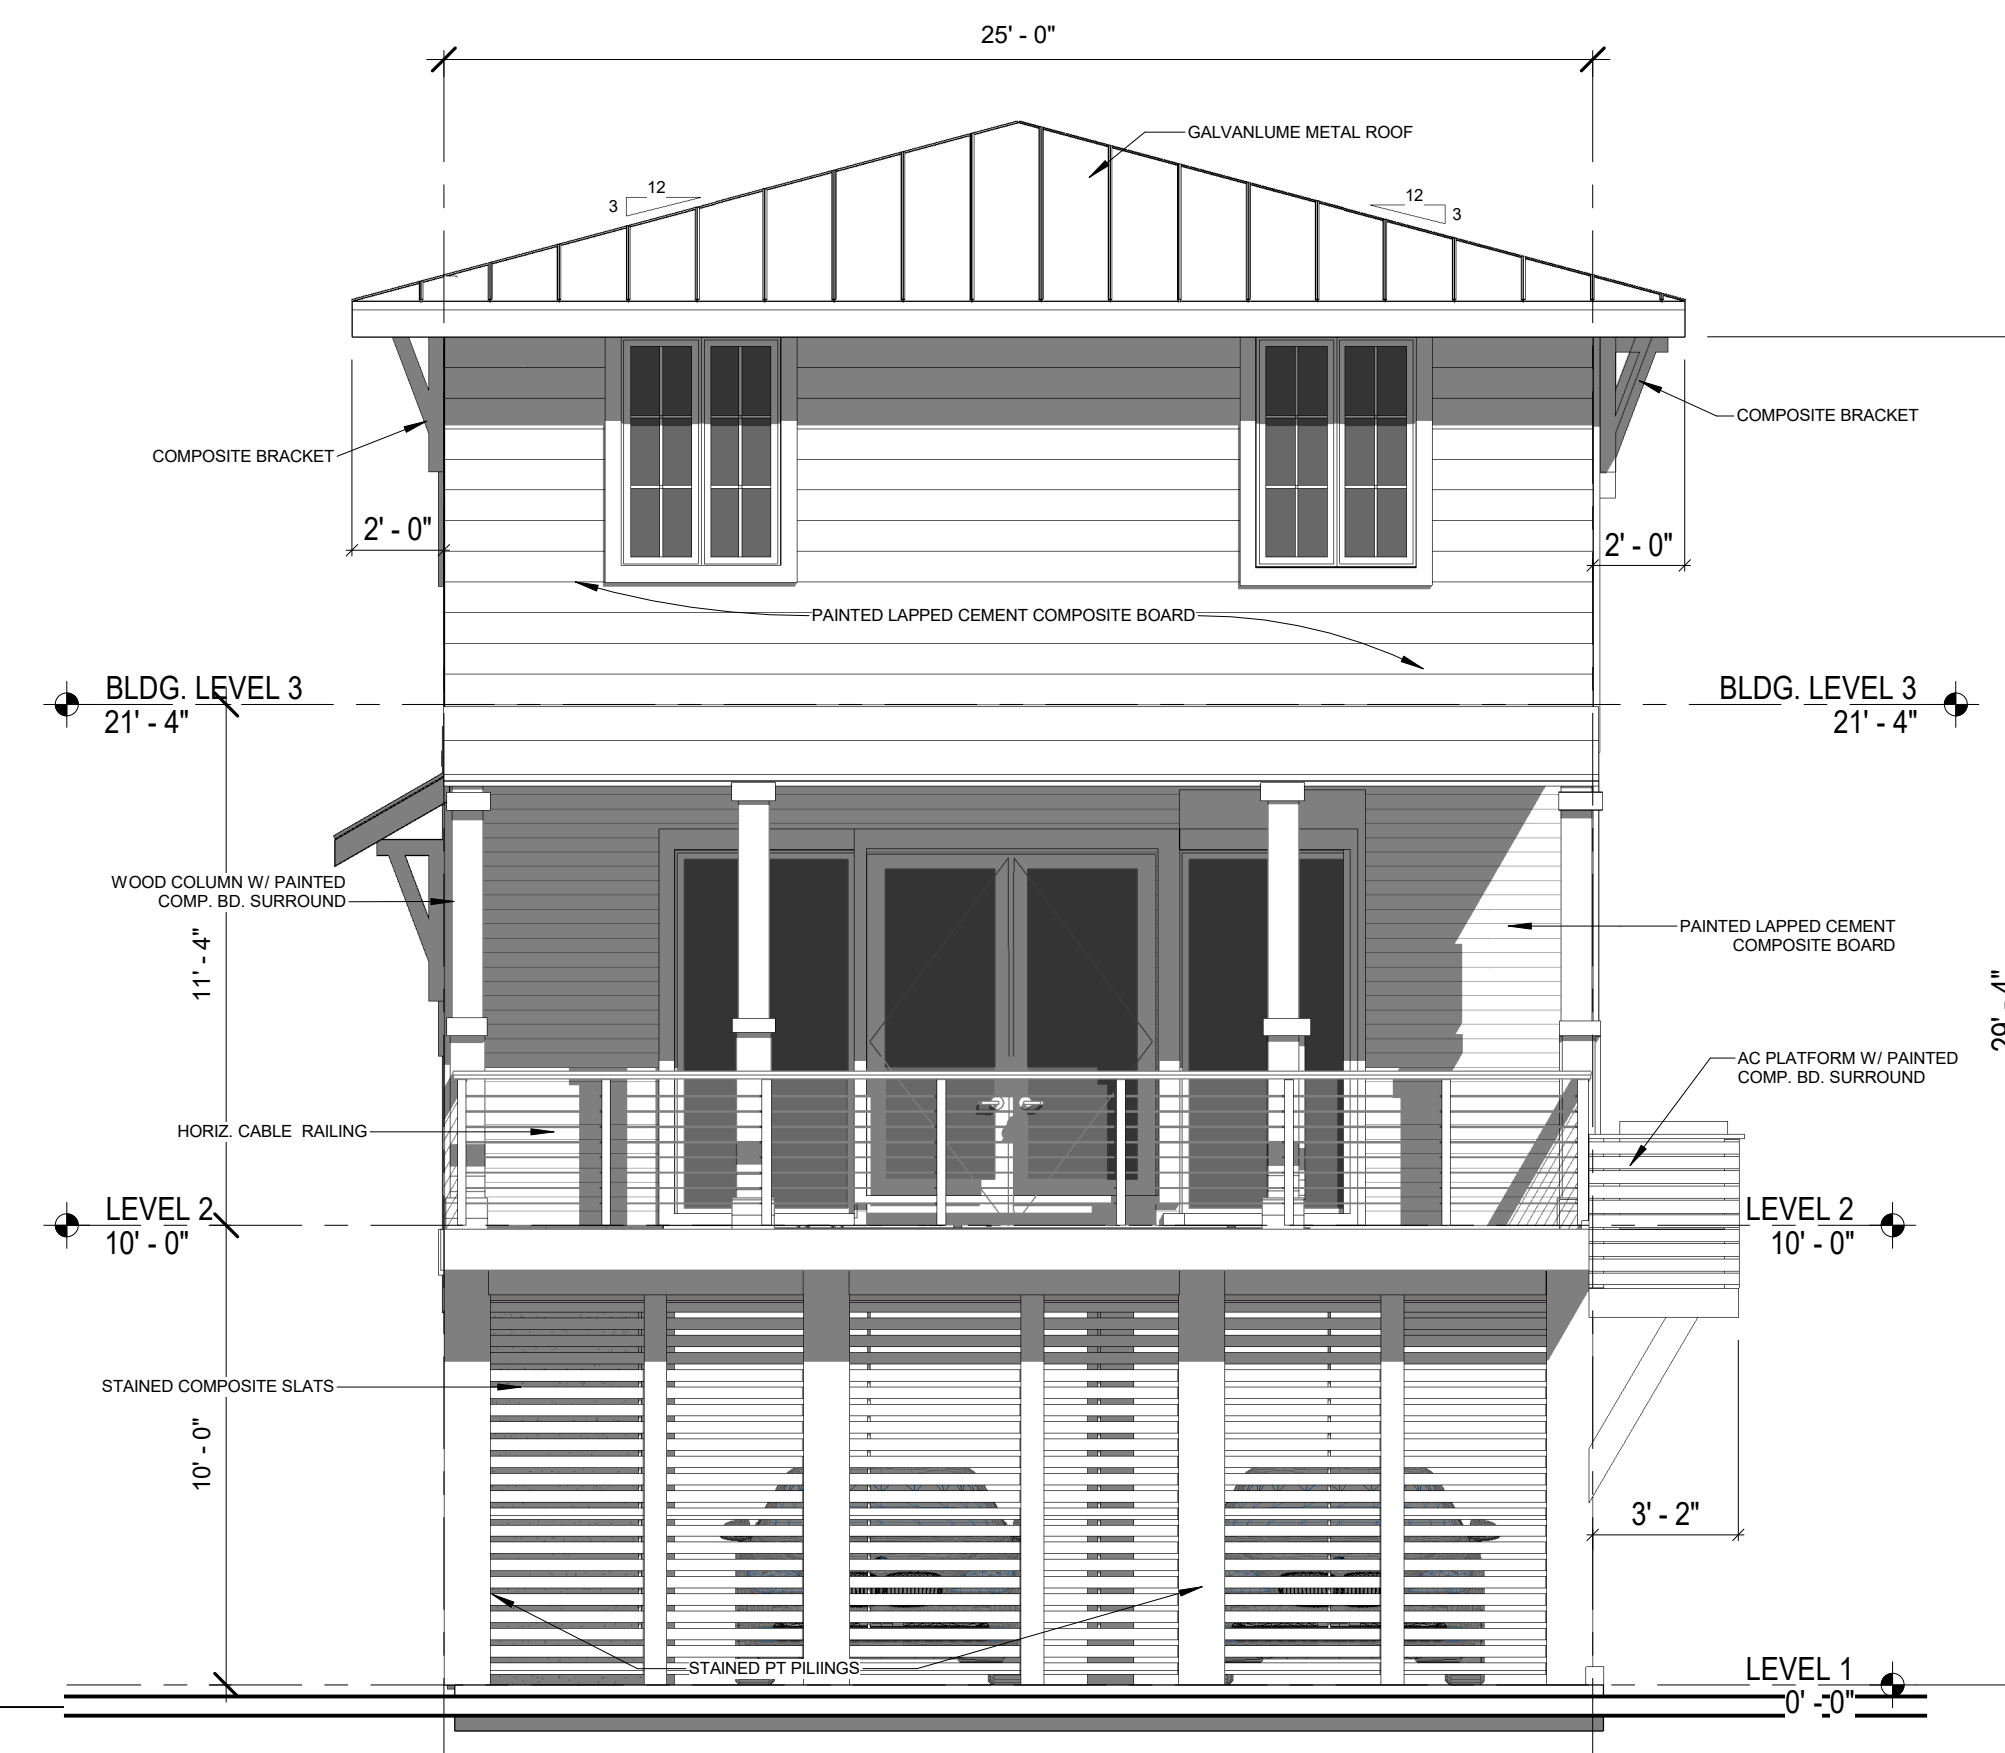 25' - 0"
GALVANLUME METAL ROOF
12
3
12
3
COMPOSITE BRACKET
COMPOSITE BRACKET
2' - 0"
2' - 0"
PAINTED LAPPED CEMENT COMPOSITE BOARD
BLDG. LEVEL 3
21' - 4"
BLDG. LEVEL 3
21' - 4"
WOOD COLUMN W/ PAINTED
COMP. BD. SURROUND
11' - 4"
PAINTED LAPPED CEMENT
COMPOSITE BOARD
29' - 4"
AC PLATFORM W/ PAINTED
COMP. BD. SURROUND
HORIZ. CABLE RAILING
LEVEL 2
10' - 0"
LEVEL 2
10' - 0"
STAINED COMPOSITE SLATS
10' - 0"
3' - 2"
STAINED PT PILIINGS
LEVEL 1
0' - 0"